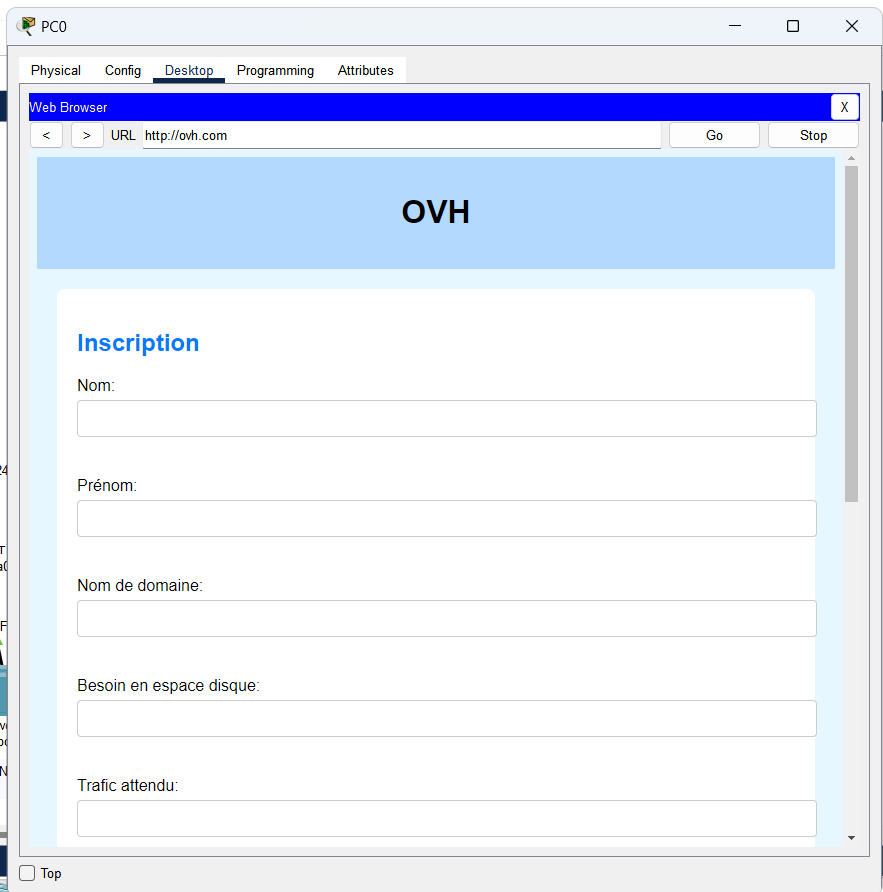 PC0
Physical Config Desktop Programming Attributes
Web Browser X
< > URL http://ovh.com Go Stop
OVH
Inscription
Nom:
Prénom:
Nom de domaine:
Besoin en espace disque:
Trafic attendu:
Top